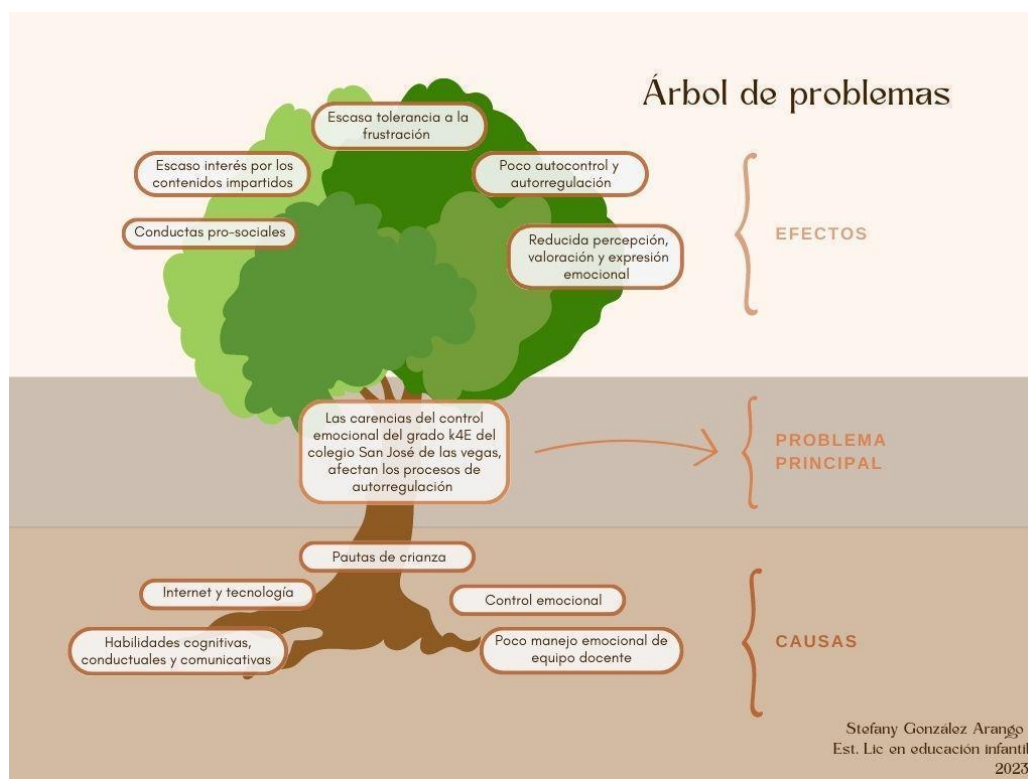 Árbol de problemas
Escasa tolerancia a la
frustración
Escaso interés por los
contenidos impartidos
Poco autocontrol y
autorregulación
Conductas pro-sociales
Reducida percepción,
valoración y expresión
emocional
EFECTOS
Las carencias del control
emocional del grado k4E del
colegio San José de las vegas,
afectan los procesos de
autorregulación
PROBLEMA
PRINCIPAL
Pautas de crianza
Internet y tecnología
Control emocional
Habilidades cognitivas,
conductuales y comunicativas
Poco manejo emocional de
equipo docente
CAUSAS
Stefany González Arango
Est. Lic en educación infantil
2023